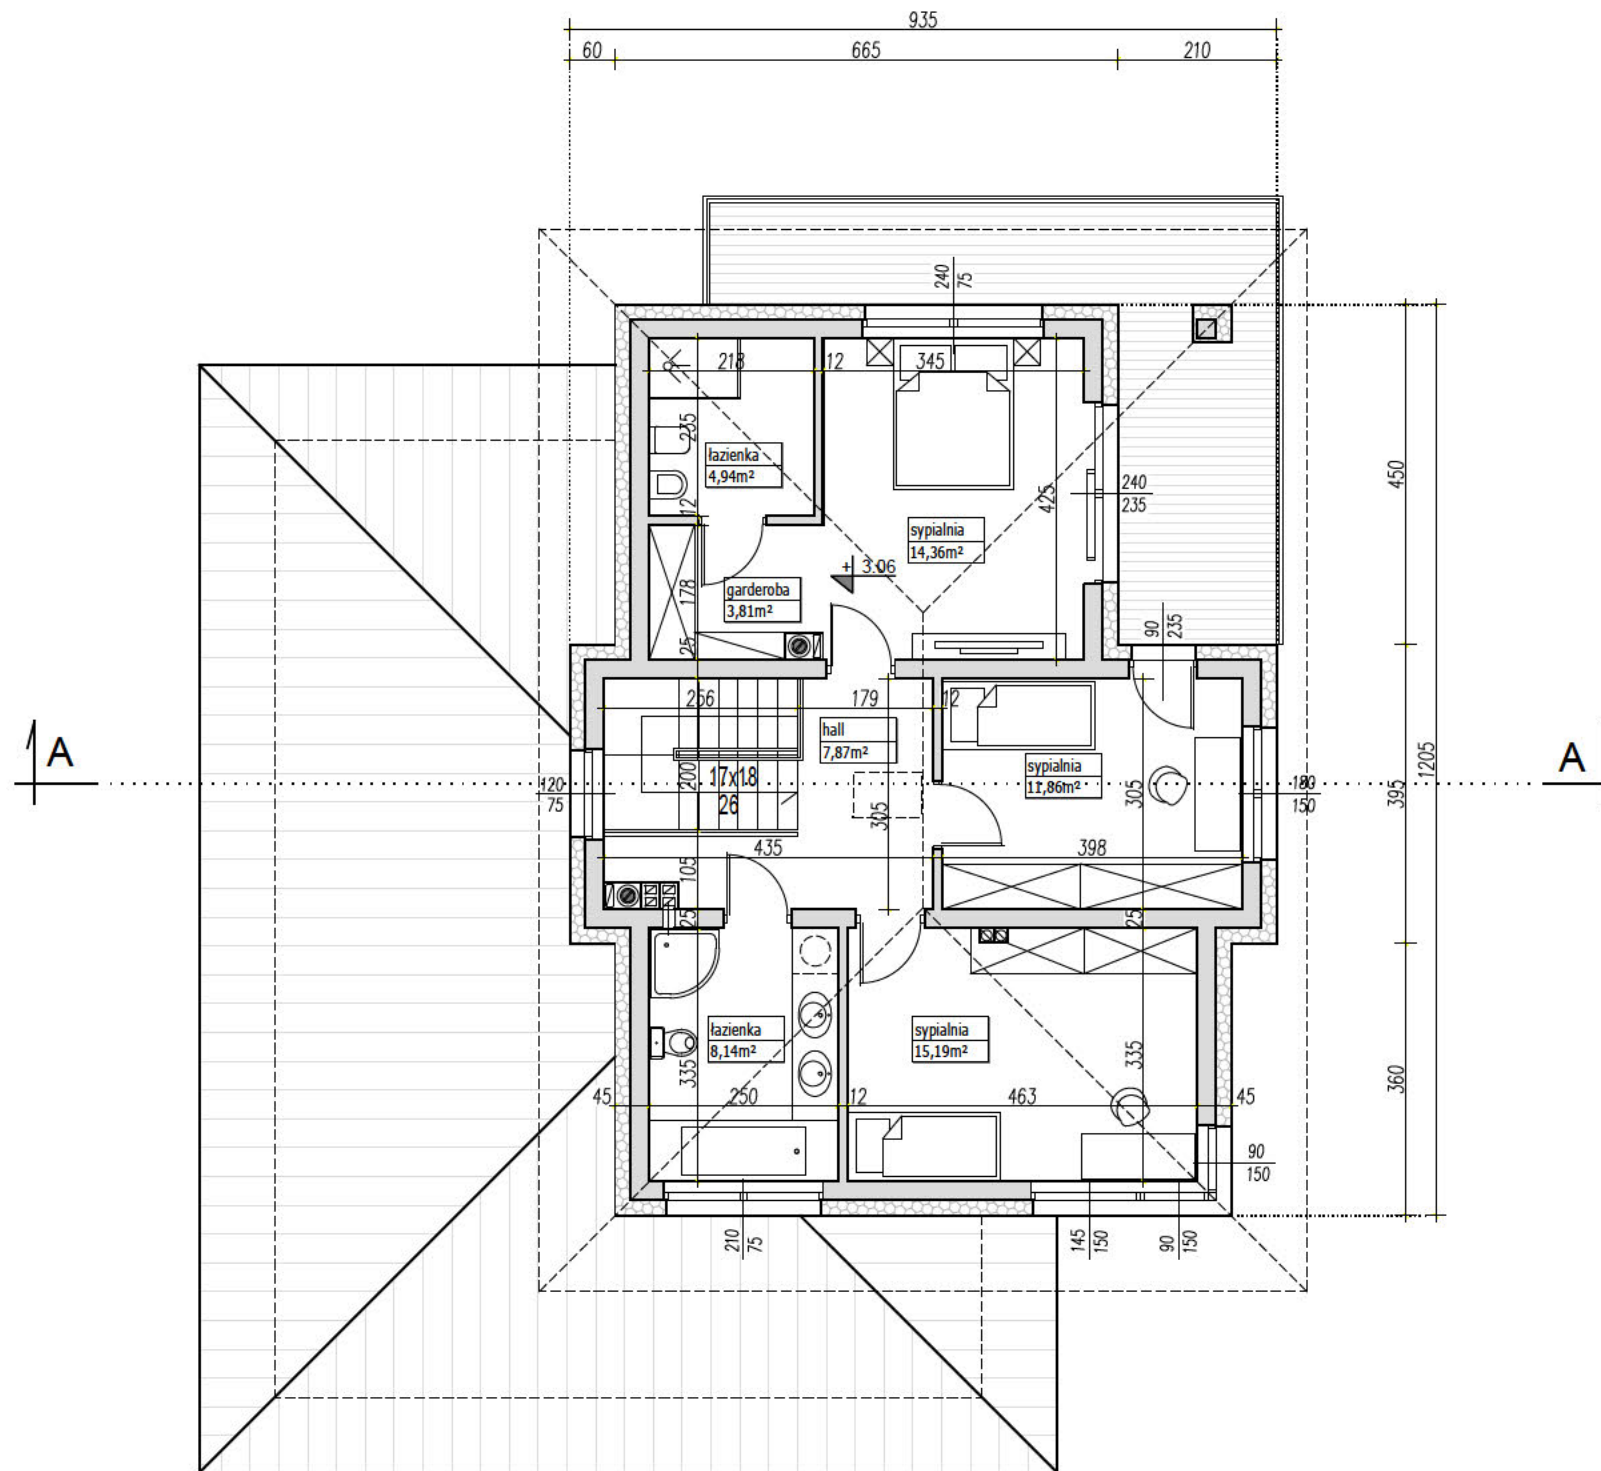 935
60 665 210
240
75
218 12 345
235
łazienka
4,94m²
12
425
240
235
450
sypialnia
14,36m²
+ 3.06
178
garderoba
3,81m²
25
90
235
256 179 12
hall
7,87m²
A
A
120
75
200
17x18
26
305
sypialnia
11,86m²
305
180
150
395
1205
435 398
105
25
25
łazienka
8,14m²
335
sypialnia
15,19m²
335
360
45 250 12 463 45
90
150
210
75
145
150
90
150